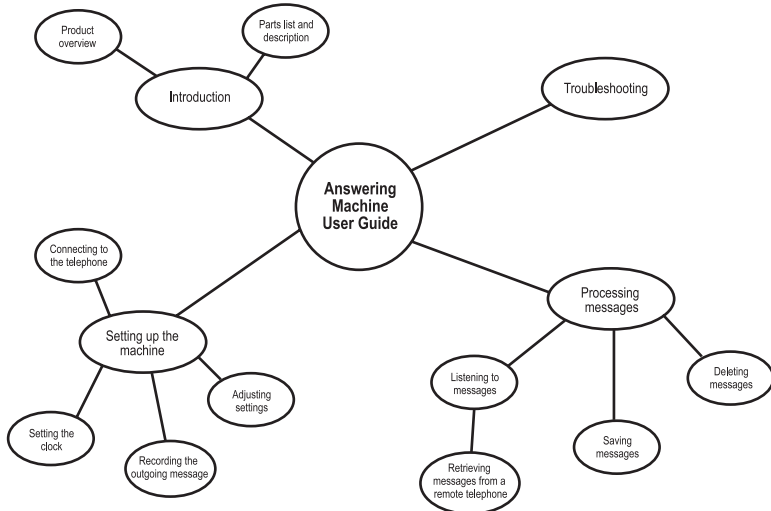 Product
overview
Parts list and
description
Introduction
Troubleshooting
Answering
Machine
User Guide
Connecting to
the telephone
Setting up the
machine
Adjusting
settings
Setting the
clock
Recording the
outgoing message
Processing
messages
Listening to
messages
Deleting
messages
Saving
messages
Retrieving
messages from a
remote telephone